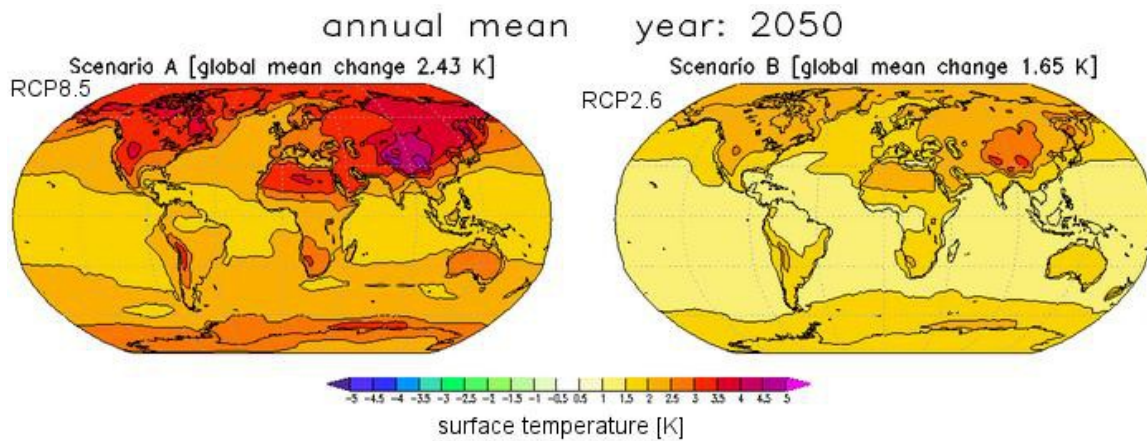 annual mean year: 2050
Scenario A [global mean change 2.43 K]
RCP8.5
Scenario B [global mean change 1.65 K]
RCP2.6
-5 -4.5 -4 -3.5 -3 -2.5 -2 -1.5 -1 -0.5 0.5 1 1.5 2 2.5 3 3.5 4 4.5 5
surface temperature [K]